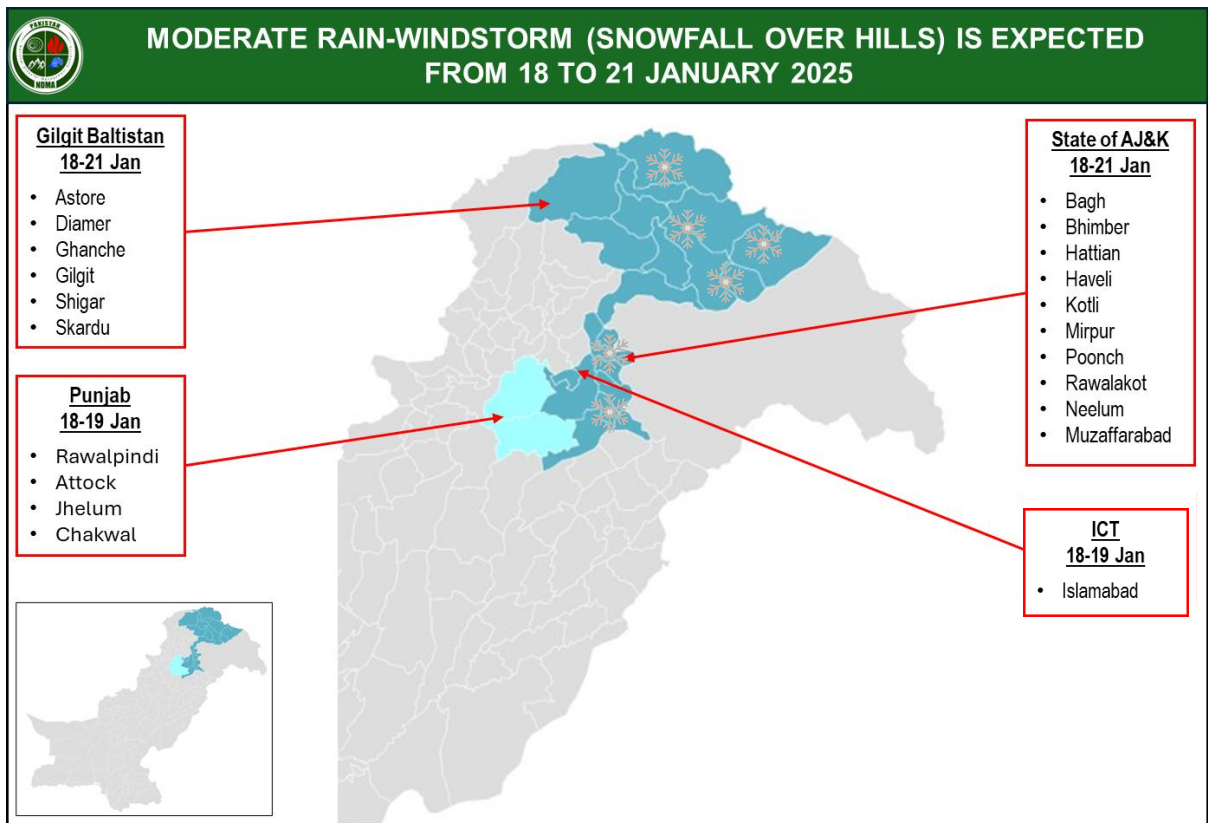 MODERATE RAIN-WINDSTORM (SNOWFALL OVER HILLS) IS EXPECTED
FROM 18 TO 21 JANUARY 2025
PAKISTAN
NDMA
Gilgit Baltistan
18-21 Jan
• Astore
• Diamer
• Ghanche
• Gilgit
• Shigar
• Skardu
Punjab
18-19 Jan
• Rawalpindi
• Attock
• Jhelum
• Chakwal
State of AJ&K
18-21 Jan
• Bagh
• Bhimber
• Hattian
• Haveli
• Kotli
• Mirpur
• Poonch
• Rawalakot
• Neelum
• Muzaffarabad
ICT
18-19 Jan
• Islamabad